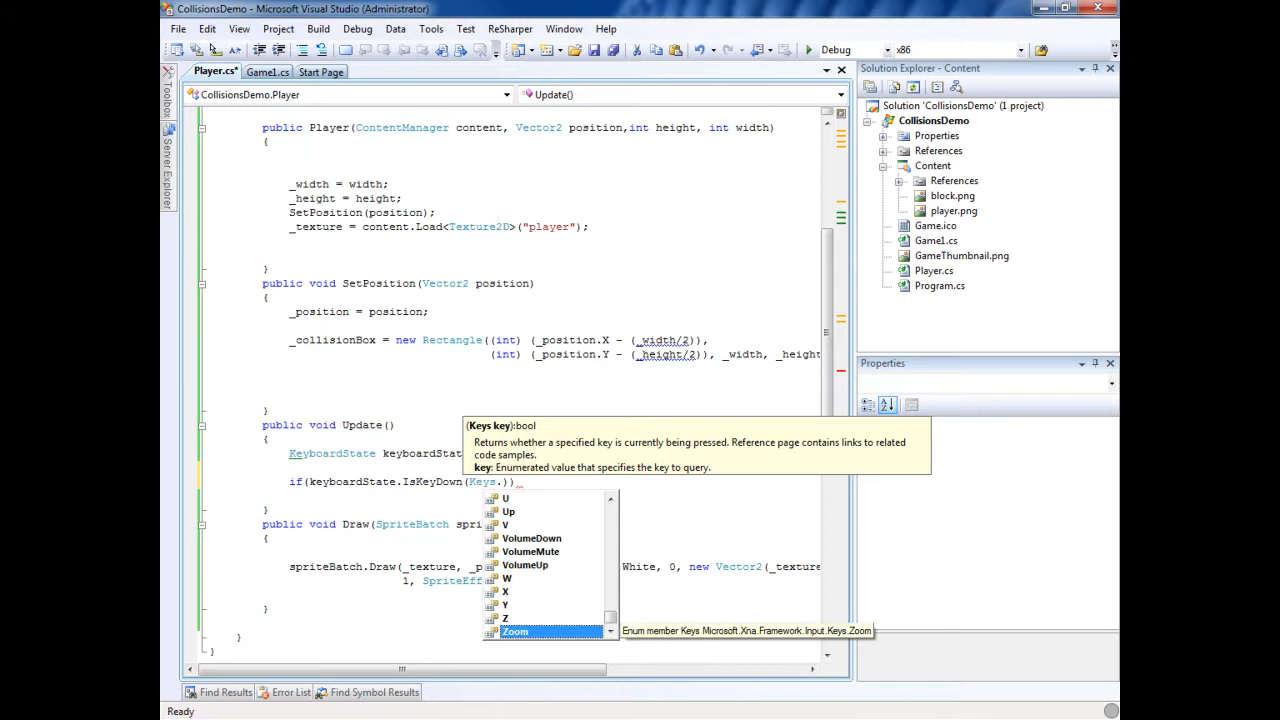 CollisionsDemo - Microsoft Visual Studio (Administrator)
File Edit View Project Build Debug Data Tools Test ReSharper Window Help
Debug x86
Player.cs* Game1.cs Start Page
CollisionsDemo.Player Update()
Toolbox
Server Explorer
public Player(ContentManager content, Vector2 position,int height, int width)
{
_width = width;
_height = height;
SetPosition(position);
_texture = content.Load<Texture2D>("player");
}
public void SetPosition(Vector2 position)
{
_position = position;
_collisionBox = new Rectangle((int) (_position.X - (_width/2)),
(int) (_position.Y - (_height/2)), _width, _height
}
public void Update()
{
KeyboardState keyboardStat
if(keyboardState.IsKeyDown(Keys.))
}
public void Draw(SpriteBatch spri
{
spriteBatch.Draw(_texture, _p White, 0, new Vector2(_texture
1, SpriteEff
}
}
}
(Keys key):bool
Returns whether a specified key is currently being pressed. Reference page contains links to related
code samples.
key: Enumerated value that specifies the key to query.
U
Up
V
VolumeDown
VolumeMute
VolumeUp
W
X
Y
Z
Zoom
Enum member Keys Microsoft.Xna.Framework.Input.Keys.Zoom
Solution Explorer - Content
Solution 'CollisionsDemo' (1 project)
CollisionsDemo
Properties
References
Content
References
block.png
player.png
Game.ico
Game1.cs
GameThumbnail.png
Player.cs
Program.cs
Properties
Find Results Error List Find Symbol Results
Ready